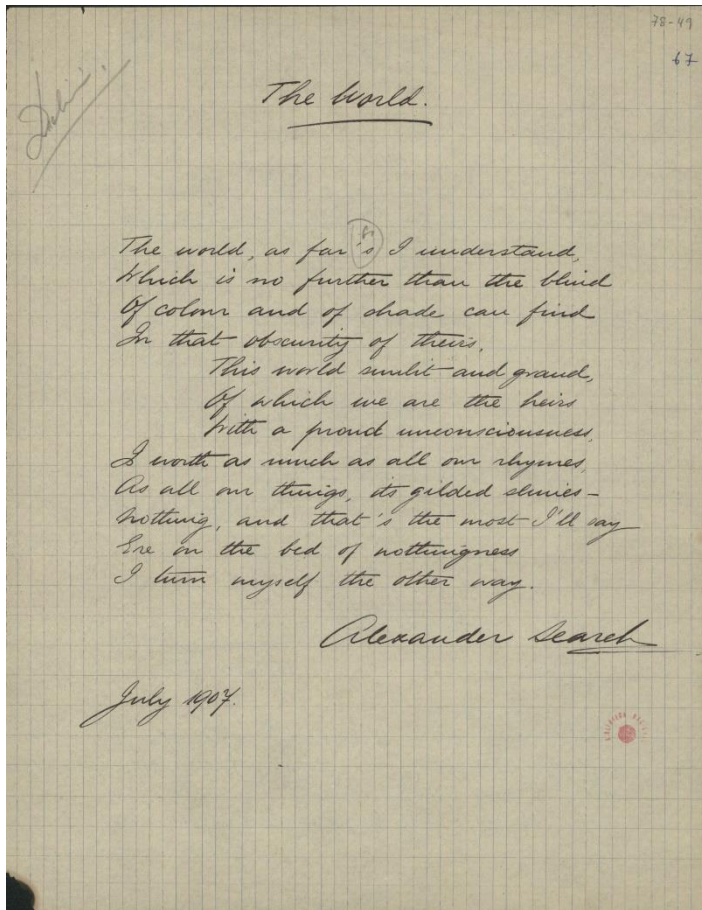 78-49
67
The World.
The world, as far 's I understand,
Which is no further than the blind
Of colour and of shade can find
In that obscurity of theirs,
This world sunlit and grand,
Of which we are the heirs
With a proud unconsciousness,
Is worth as much as all our rhymes,
As all our things, its gilded slimes –
Nothing, and that's the most I'll say
Ere on the bed of nothingness
I turn myself the other way.
Alexander Search
July 1907.